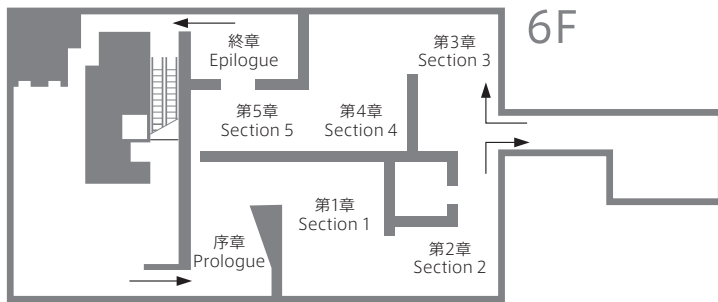 6F
終章
Epilogue
第3章
Section 3
第5章
Section 5
第4章
Section 4
第1章
Section 1
序章
Prologue
第2章
Section 2